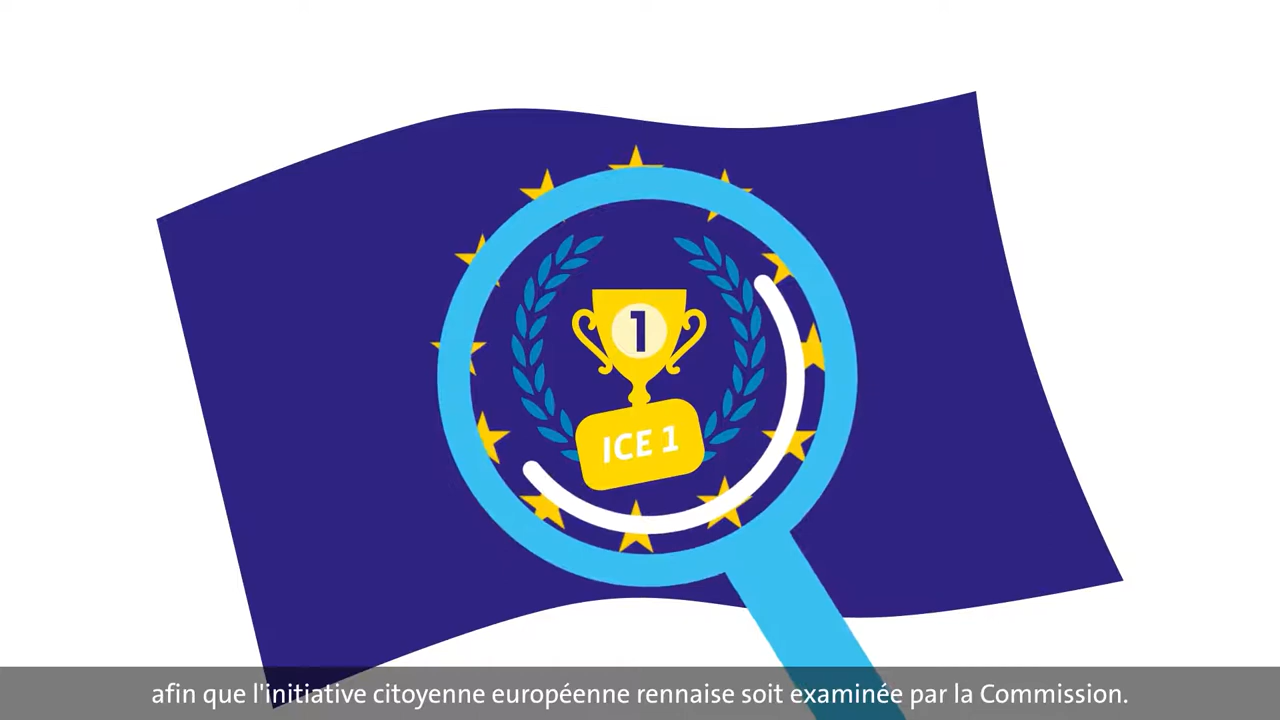 1
ICE 1
afin que l'initiative citoyenne européenne rennaise soit examinée par la Commission.